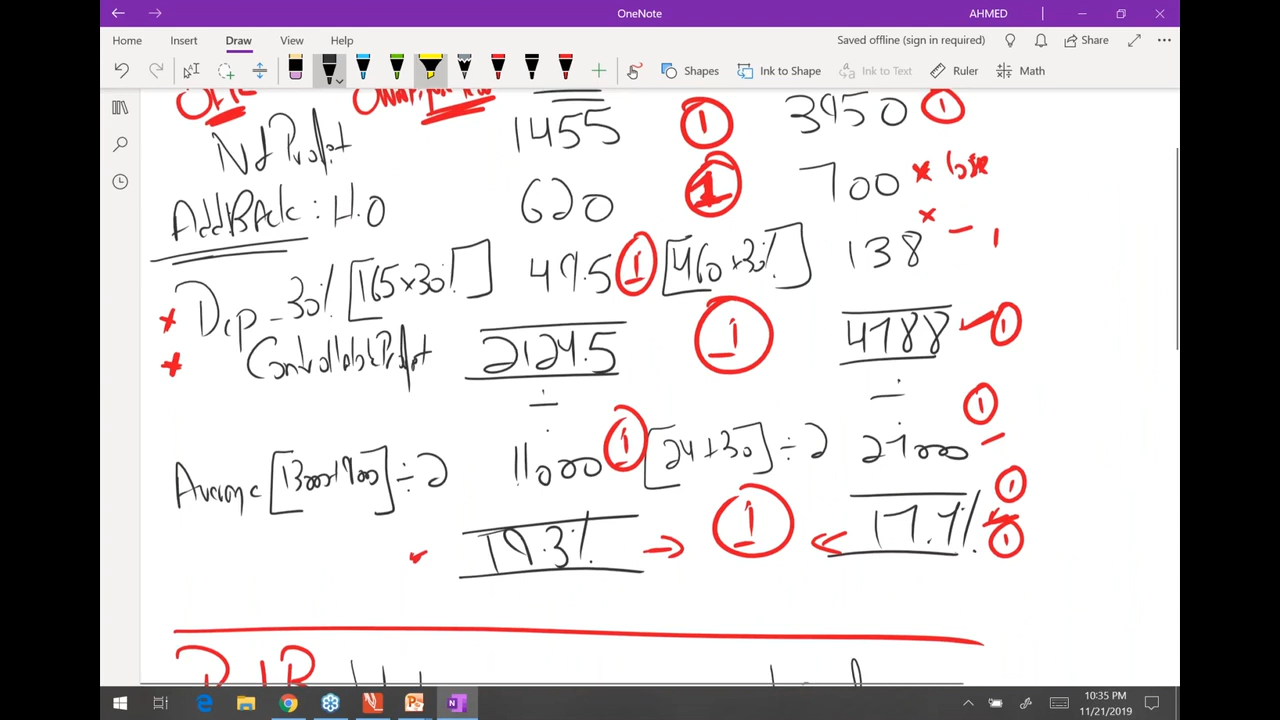 OneNote
AHMED
Home Insert Draw View Help
Saved offline (sign in required) Share
Shapes Ink to Shape Ink to Text Ruler Math
Net Profit 1455 1 3950 1
Add Back : H.O 620 1 700 × lose
× Dep - 30% [165×30%] 49.5 1 [460×30%] 138 × - 1
× Controllable Profit 2124.5 1 4788 1
÷ ÷
Average [13000+9000] ÷ 2 11000 1 [24+30] ÷ 2 27000 1
19.3% 1 17.7% 1
1
10:35 PM
11/21/2019